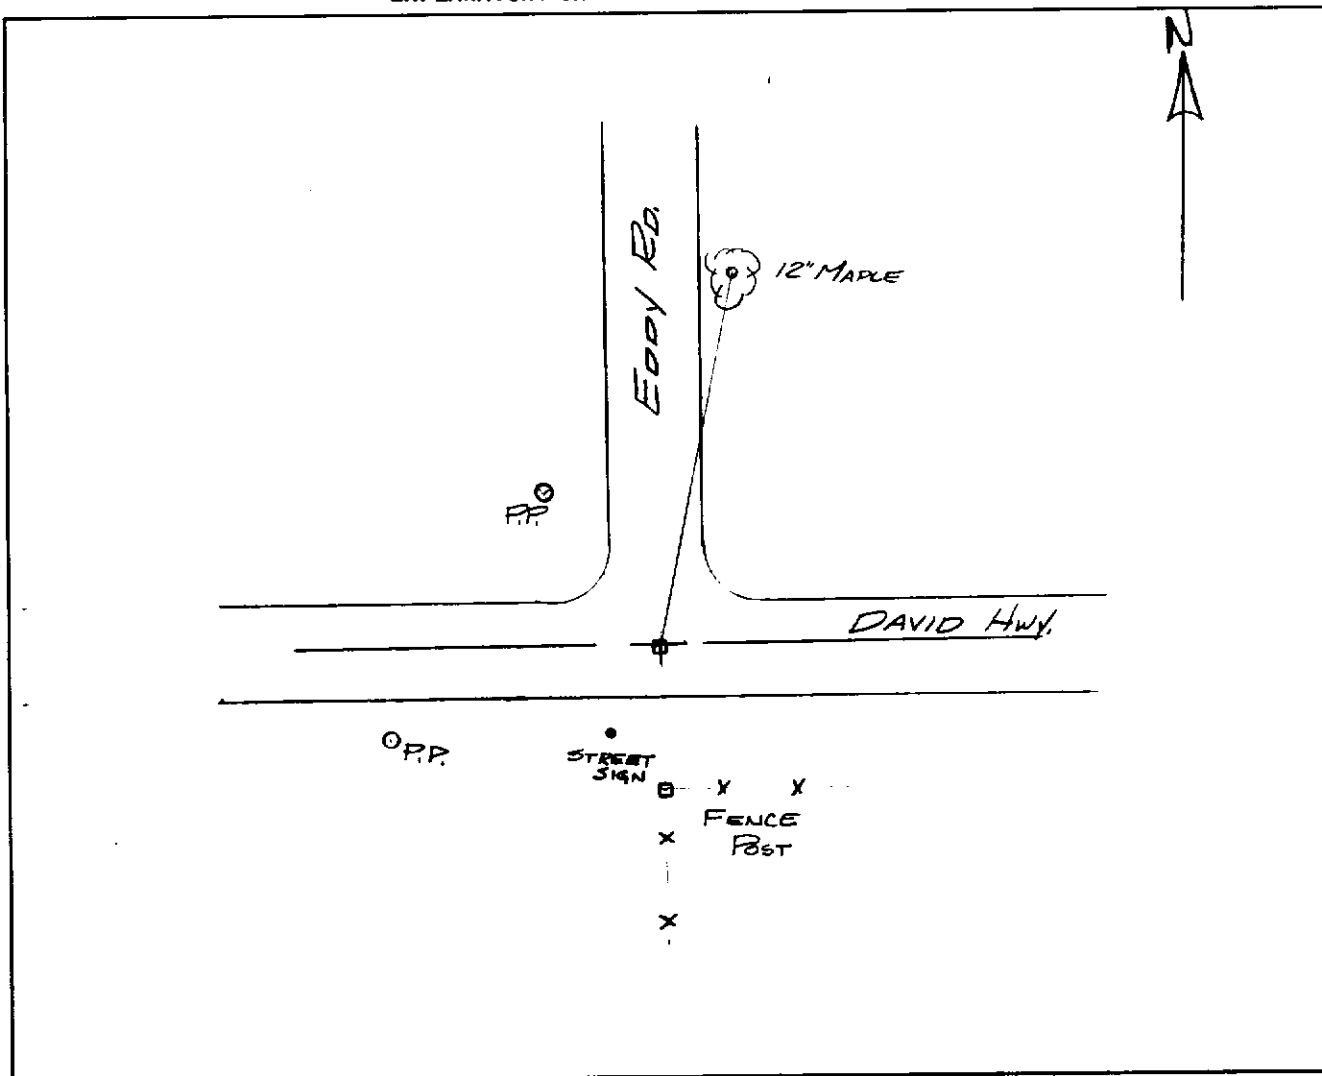 N
EDDY RD.
12" MAPLE
P.P.
DAVID HWY.
P.P.
STREET
SIGN
FENCE
POST